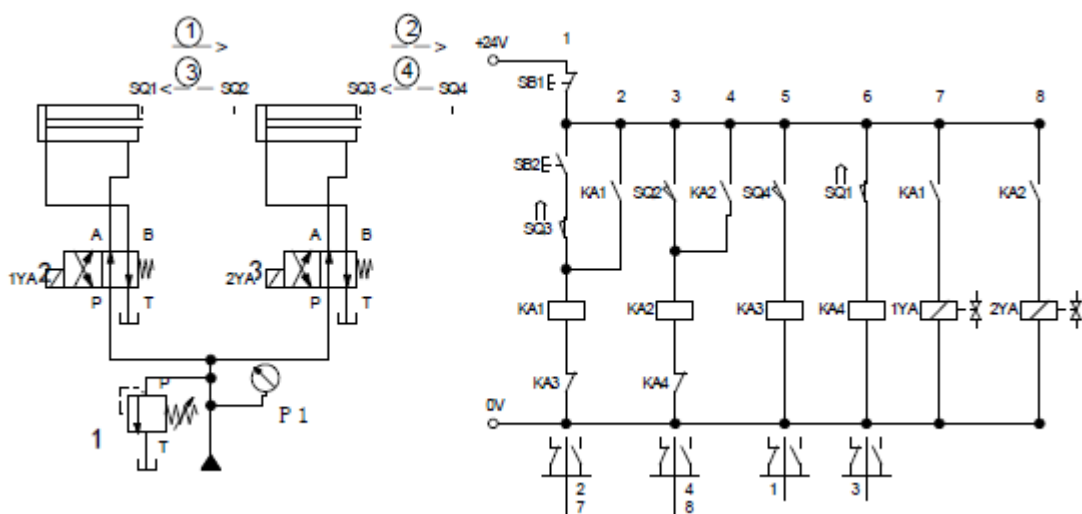 ① ② +24V 1
SQ1 ③ SQ2 SQ3 ④ SQ4 SB1
2 3 4 5 6 7 8
SB2 KA1 SQ2 KA2 SQ4 SQ1 KA1 KA2
SQ3
A B A B
1YA 2 2YA 3
P T P T
KA1 KA2 KA3 KA4 1YA 2YA
KA3 KA4
P
P 1
1 T
0V
2 4 1 3
7 8